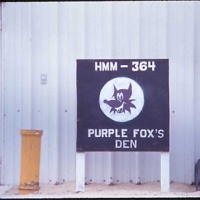 HMM - 364
PURPLE FOX'S
DEN